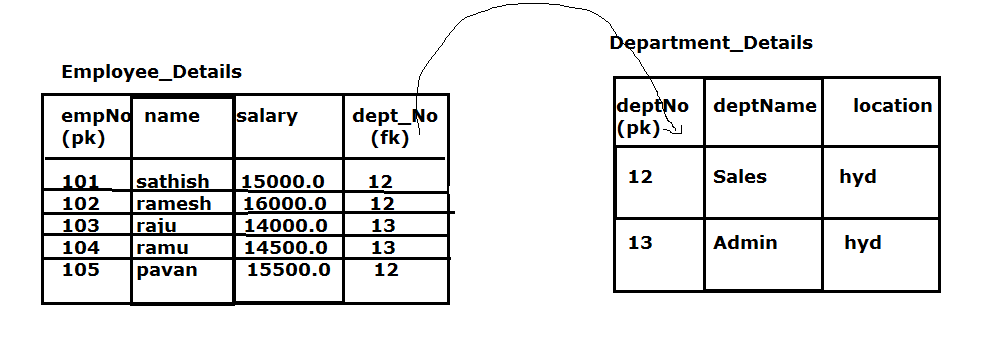 Department_Details
Employee_Details
empNo name salary dept_No
(pk) (fk)
101 sathish 15000.0 12
102 ramesh 16000.0 12
103 raju 14000.0 13
104 ramu 14500.0 13
105 pavan 15500.0 12
deptNo deptName location
(pk)
12 Sales hyd
13 Admin hyd